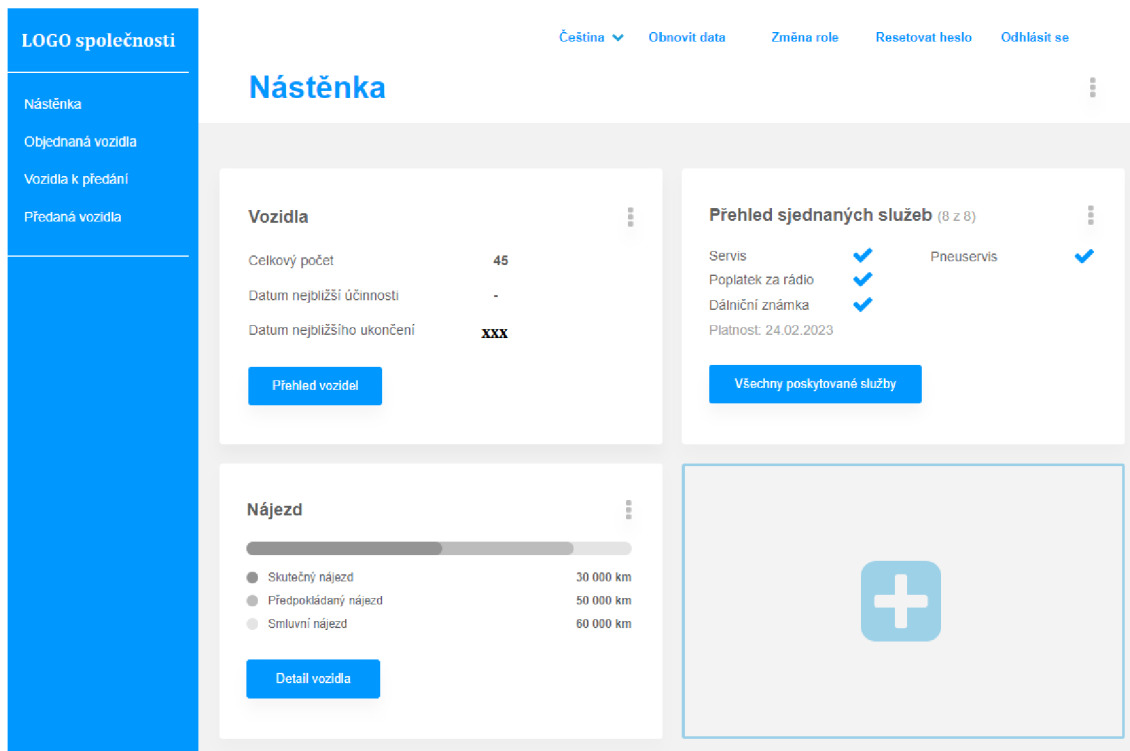 LOGO společnosti
Čeština Obnovit data Změna role Resetovat heslo Odhlásit se
Nástěnka
Nástěnka
Objednaná vozidla
Vozidla k předání
Předaná vozidla
Vozidla
Celkový počet 45
Datum nejbližší účinnosti -
Datum nejbližšího ukončení xxx
Přehled vozidel
Přehled sjednaných služeb (8 z 8)
Servis Pneuservis
Poplatek za rádio
Dálniční známka
Platnost: 24.02.2023
Všechny poskytované služby
Nájezd
Skutečný nájezd 30 000 km
Předpokládaný nájezd 50 000 km
Smluvní nájezd 60 000 km
Detail vozidla